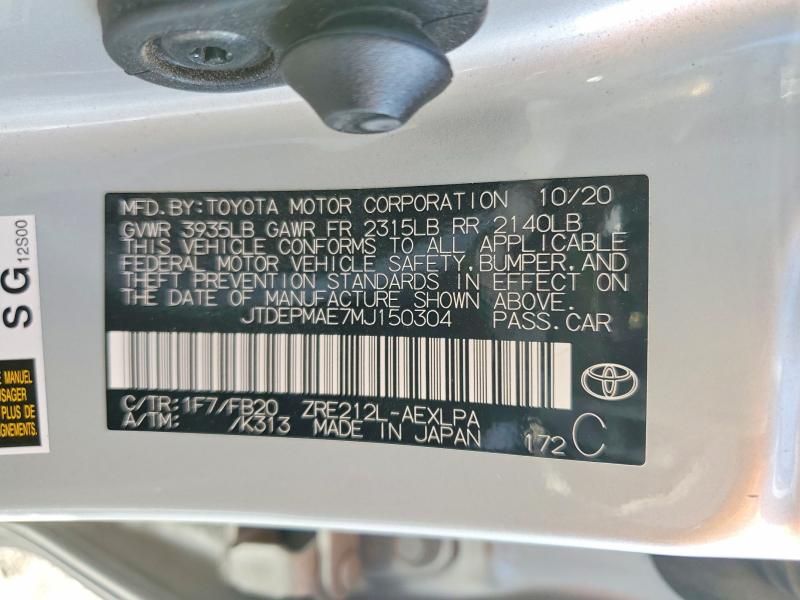 MFD.BY:TOYOTA MOTOR CORPORATION 10/20
GVWR 3935LB GAWR FR 2315LB RR 2140LB
THIS VEHICLE CONFORMS TO ALL APPLICABLE
FEDERAL MOTOR VEHICLE SAFETY,BUMPER,AND
THEFT PREVENTION STANDARDS IN EFFECT ON
THE DATE OF MANUFACTURE SHOWN ABOVE.
JTDEPMAE7MJ150304 PASS.CAR
C/TR:1F7/FB20 ZRE212L-AEXLPA
A/TM: /K313 MADE IN JAPAN 172 C
SG
12S00
MANUEL
USAGER
PLUS DE